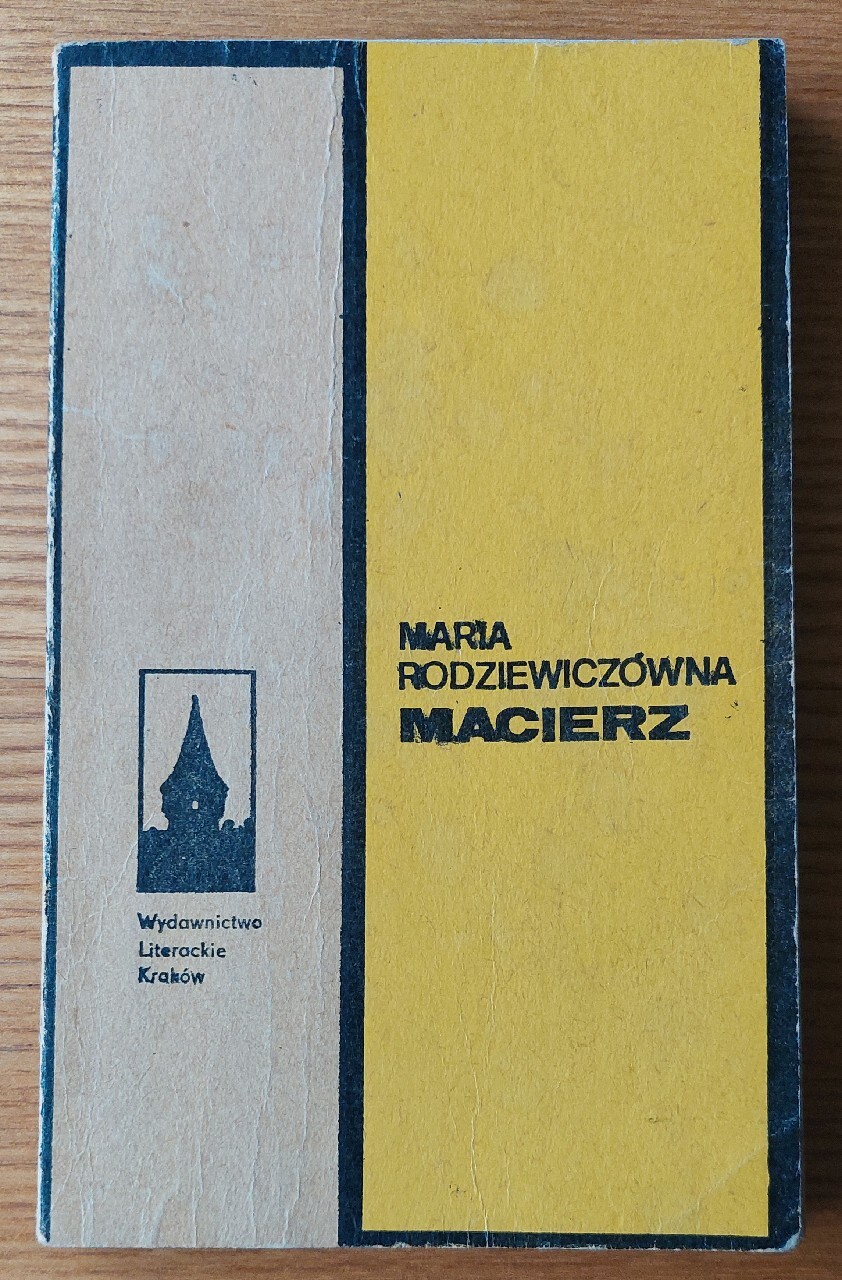 MARIA
RODZIEWICZÓWNA
MACIERZ
Wydawnictwo
Literackie
Kraków